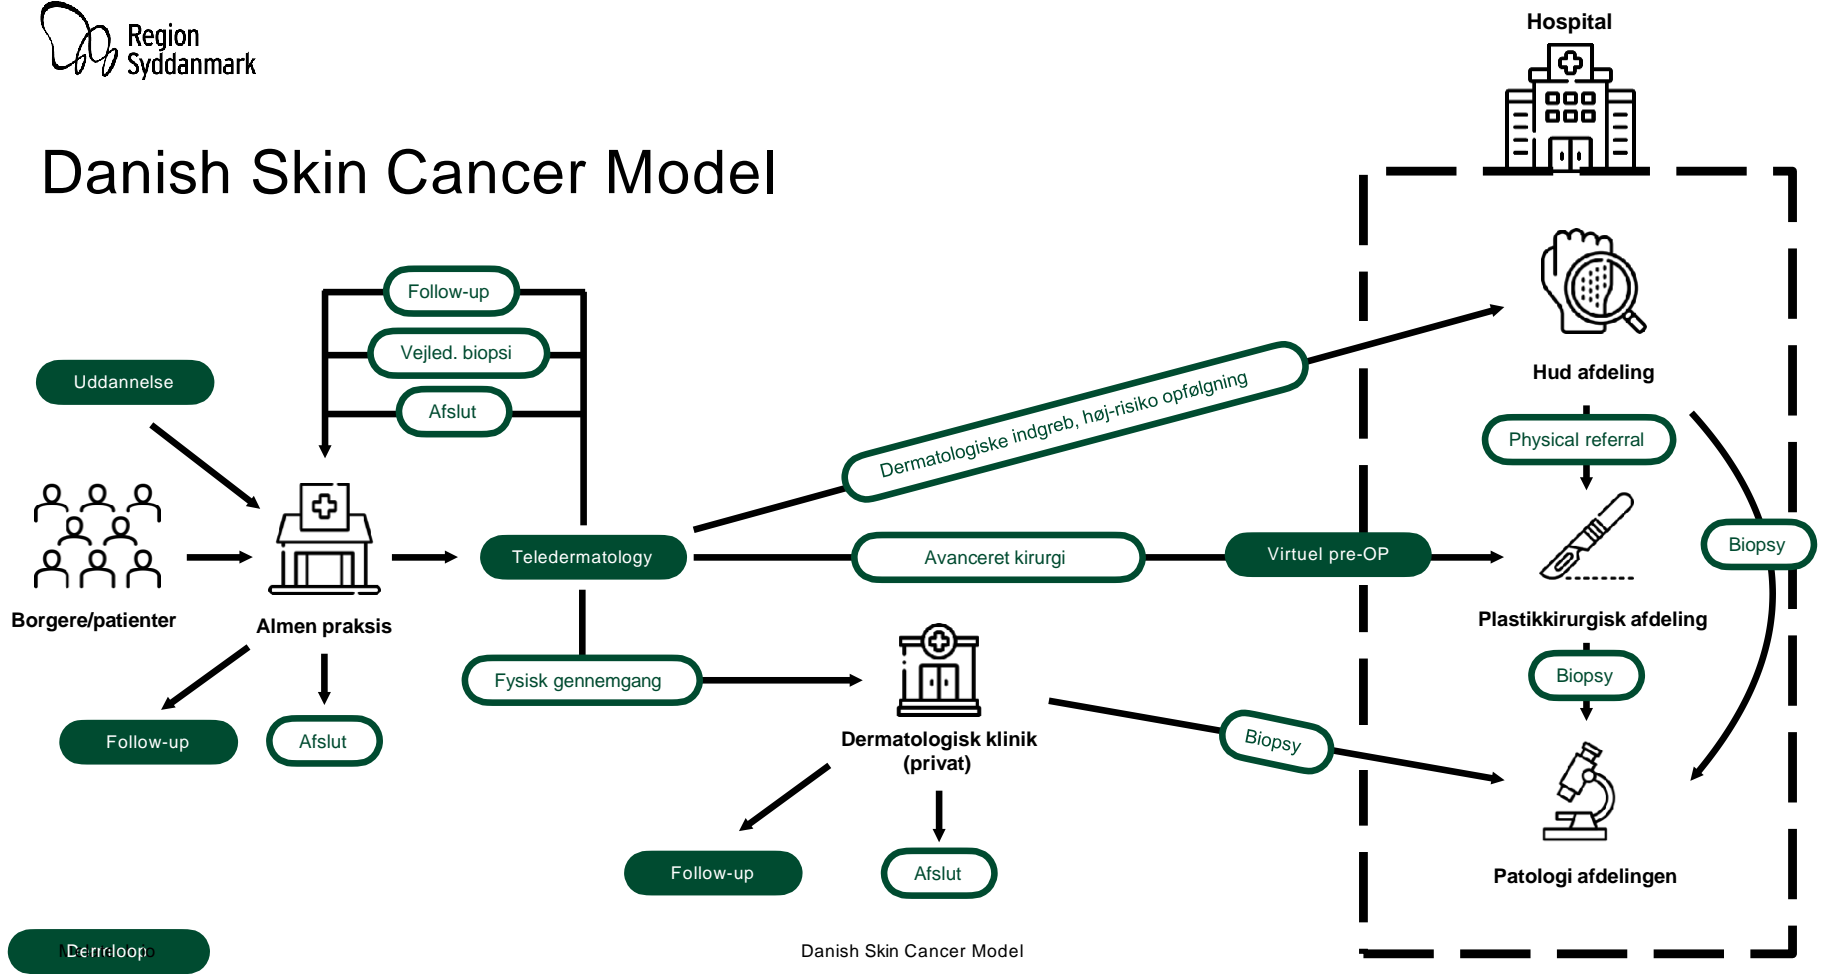 Region
Syddanmark
Hospital
Danish Skin Cancer Model
Follow-up
Vejled. biopsi
Afslut
Uddannelse
Borgere/patienter
Almen praksis
Follow-up
Afslut
Teledermatology
Dermatologiske indgreb, høj-risiko opfølgning
Avanceret kirurgi
Virtuel pre-OP
Fysisk gennemgang
Dermatologisk klinik
(privat)
Follow-up
Afslut
Biopsy
Hud afdeling
Physical referral
Plastikkirurgisk afdeling
Biopsy
Biopsy
Patologi afdelingen
Dermloop
Danish Skin Cancer Model